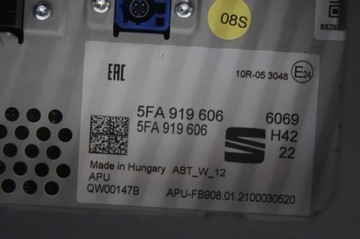 08S
EAC
10R-05 3048 E24
5FA 919 606 6069
5FA 919 606 H42
22
Made in Hungary ABT_W_12
APU
QW00147B APU-FB908.01.2100030520